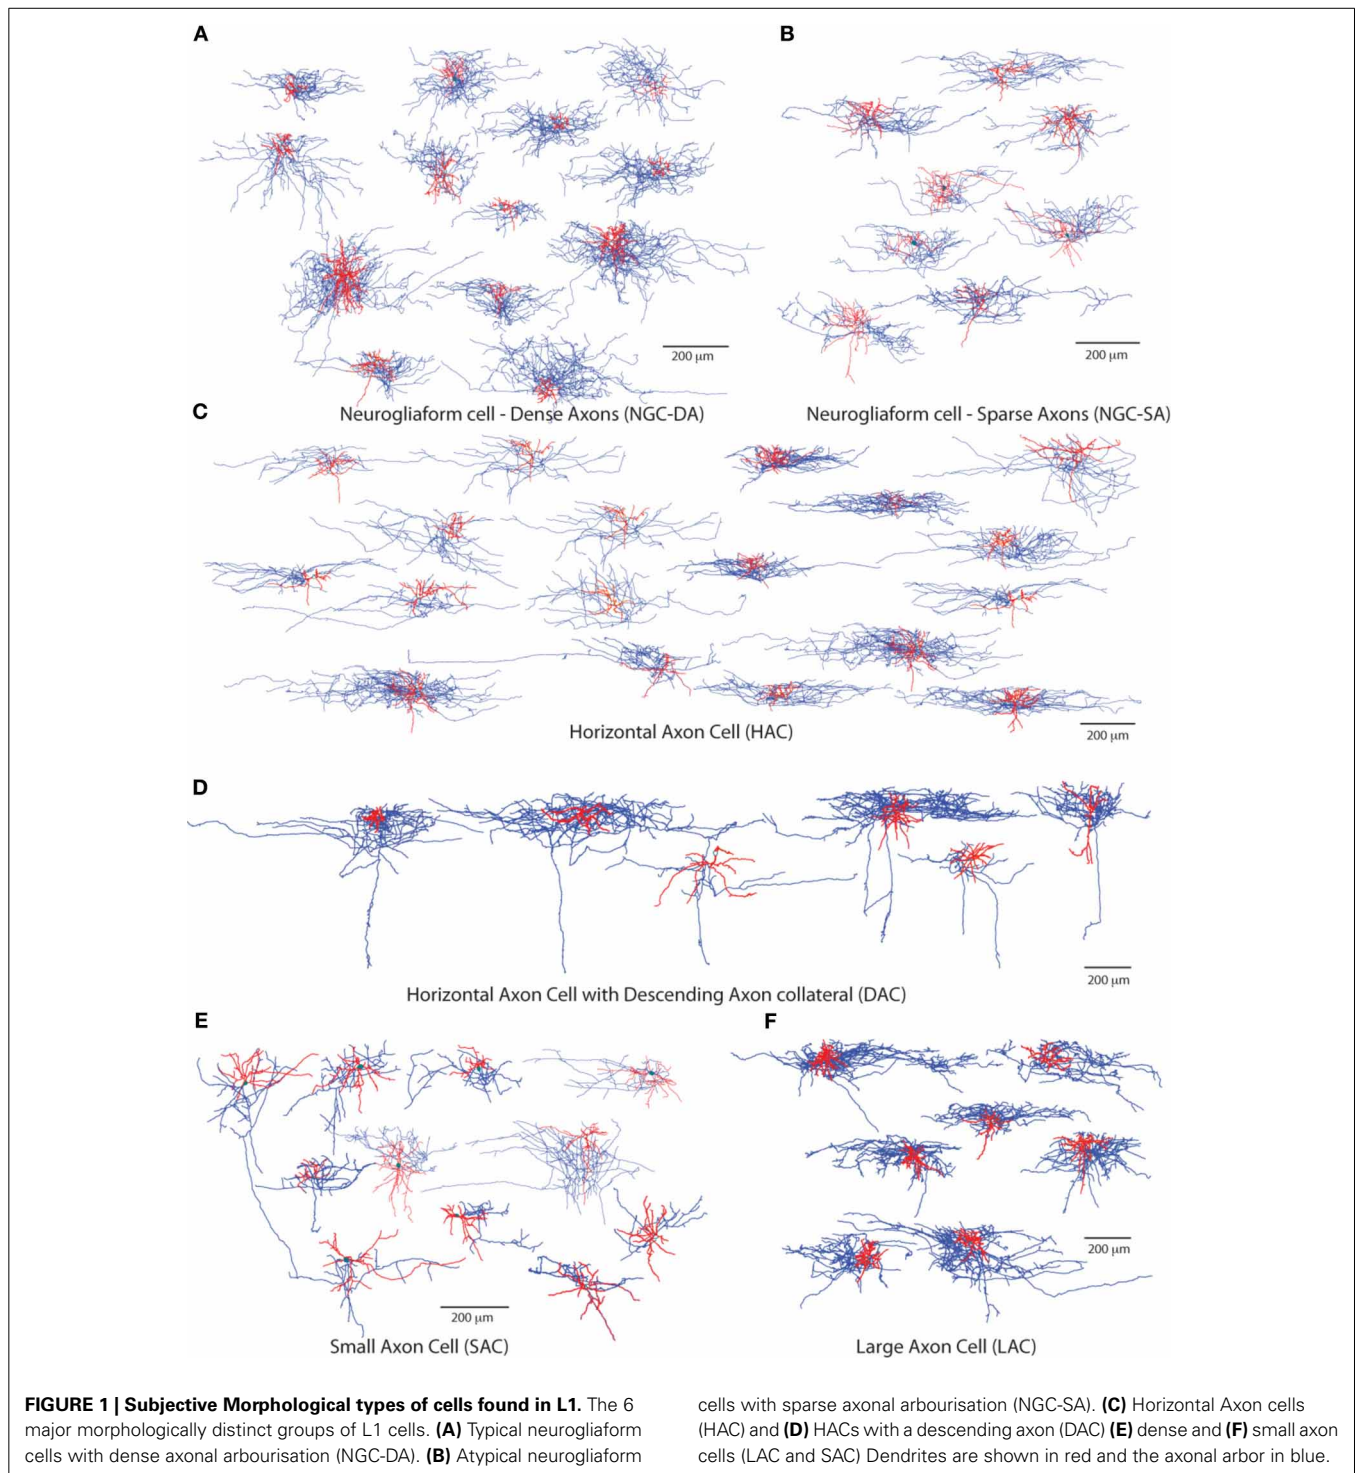 A
B
200 μm
200 μm
Neurogliaform cell - Dense Axons (NGC-DA)
Neurogliaform cell - Sparse Axons (NGC-SA)
C
200 μm
Horizontal Axon Cell (HAC)
D
200 μm
Horizontal Axon Cell with Descending Axon collateral (DAC)
E
F
200 μm
200 μm
Small Axon Cell (SAC)
Large Axon Cell (LAC)
FIGURE 1 | Subjective Morphological types of cells found in L1. The 6
major morphologically distinct groups of L1 cells. (A) Typical neurogliaform
cells with dense axonal arbourisation (NGC-DA). (B) Atypical neurogliaform
cells with sparse axonal arbourisation (NGC-SA). (C) Horizontal Axon cells
(HAC) and (D) HACs with a descending axon (DAC) (E) dense and (F) small axon
cells (LAC and SAC) Dendrites are shown in red and the axonal arbor in blue.